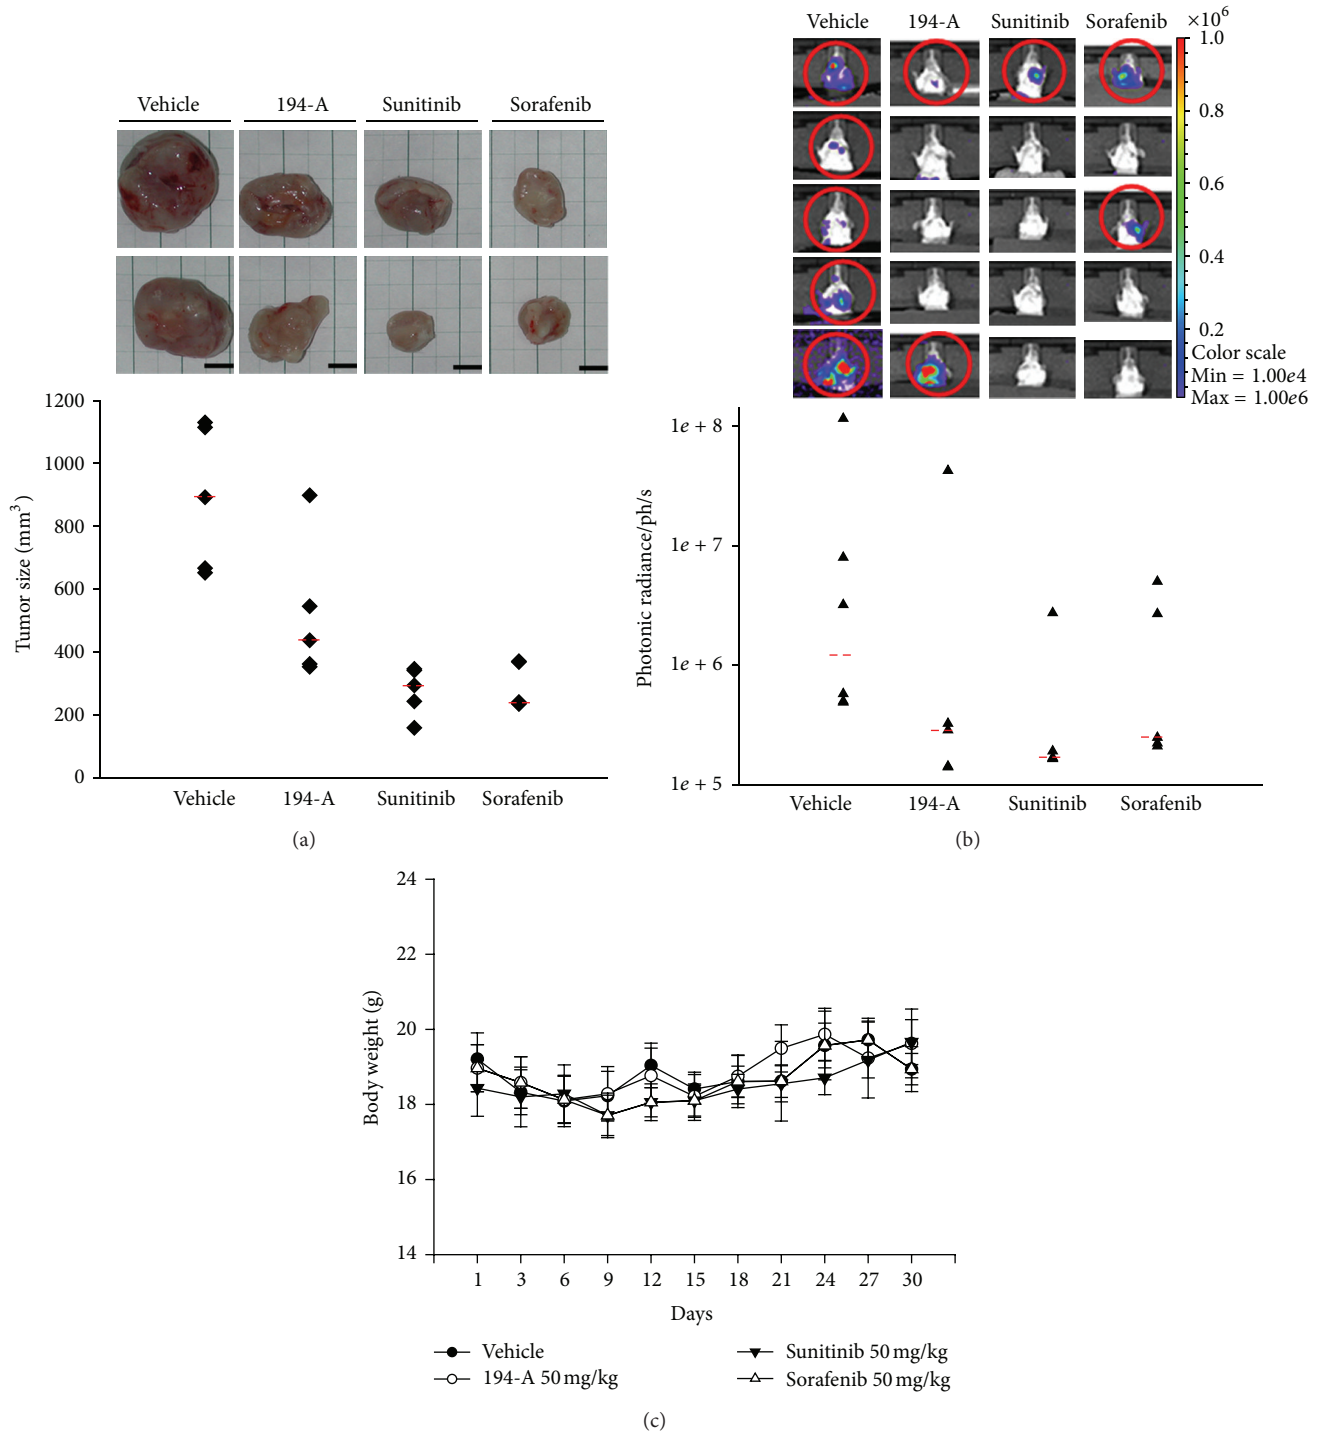 Vehicle 194-A Sunitinib Sorafenib
1200
1000
800
600
400
200
0
Tumor size (mm³)
Vehicle 194-A Sunitinib Sorafenib
(a)
Vehicle 194-A Sunitinib Sorafenib
×10⁶
1.0
0.8
0.6
0.4
0.2
Color scale
Min = 1.00e4
Max = 1.00e6
1e + 8
1e + 7
1e + 6
1e + 5
Photonic radiance/ph/s
Vehicle 194-A Sunitinib Sorafenib
(b)
24
22
20
18
16
14
Body weight (g)
1 3 6 9 12 15 18 21 24 27 30
Days
Vehicle
194-A 50 mg/kg
Sunitinib 50 mg/kg
Sorafenib 50 mg/kg
(c)